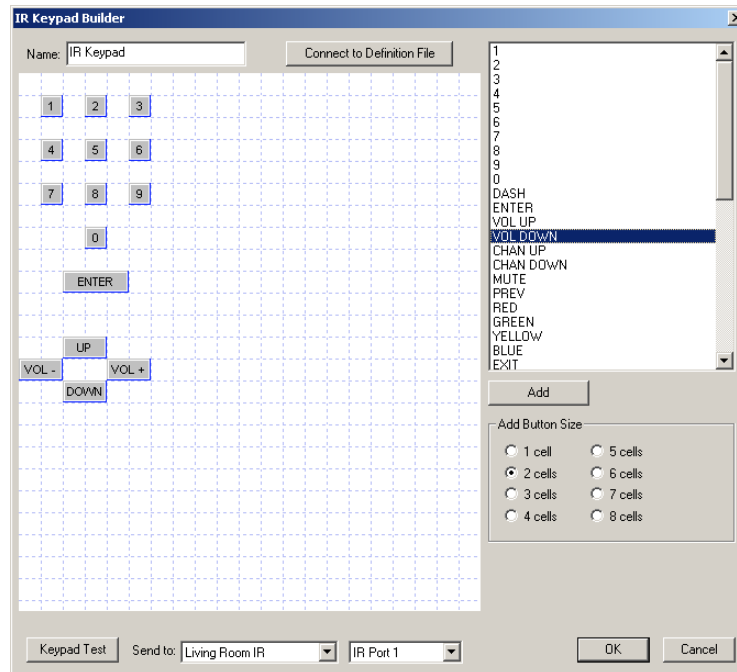 IR Keypad Builder
Name: IR Keypad
Connect to Definition File
1 2 3
4 5 6
7 8 9
0
ENTER
UP
VOL - VOL +
DOWN
1
2
3
4
5
6
7
8
9
0
DASH
ENTER
VOL UP
VOL DOWN
CHAN UP
CHAN DOWN
MUTE
PREV
RED
GREEN
YELLOW
BLUE
EXIT
Add
Add Button Size
1 cell 5 cells
2 cells 6 cells
3 cells 7 cells
4 cells 8 cells
Keypad Test Send to: Living Room IR IR Port 1 OK Cancel